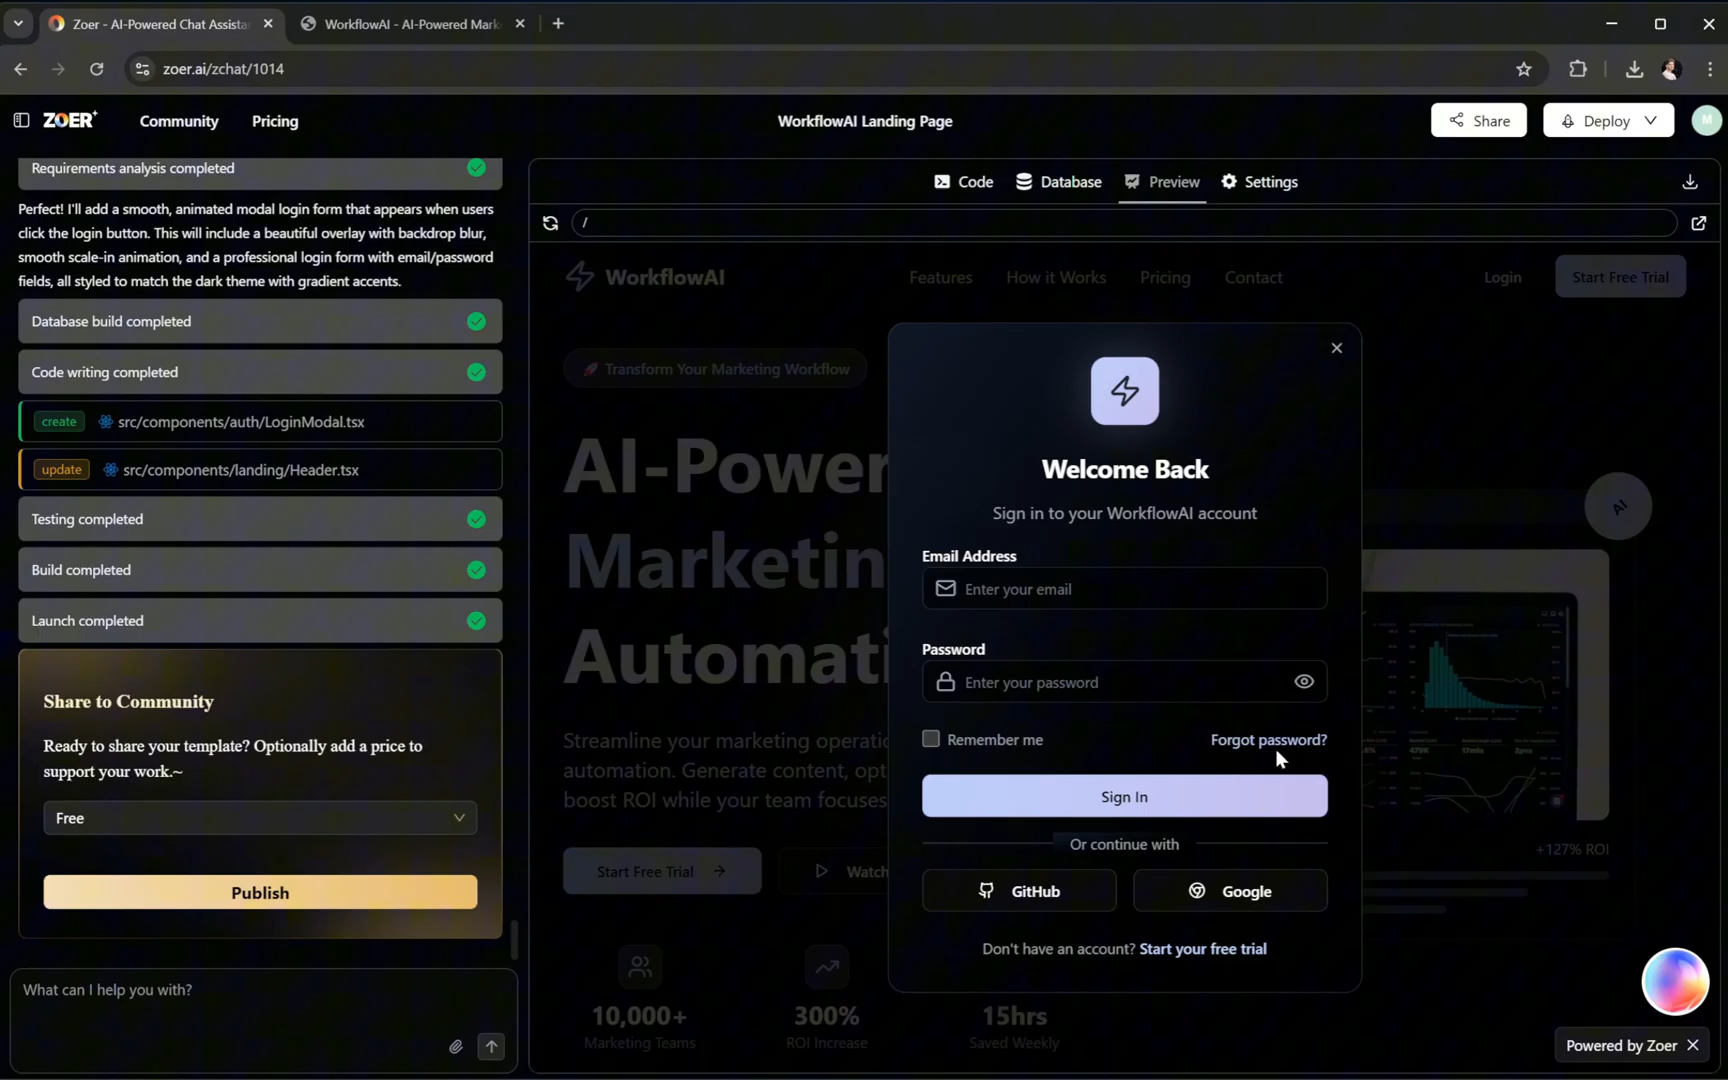 Zoer - AI-Powered Chat Assista
WorkflowAI - AI-Powered Mark
zoer.ai/zchat/1014
ZOER+
Community
Pricing
WorkflowAI Landing Page
Share
Deploy
M
Requirements analysis completed
Perfect! I'll add a smooth, animated modal login form that appears when users
click the login button. This will include a beautiful overlay with backdrop blur,
smooth scale-in animation, and a professional login form with email/password
fields, all styled to match the dark theme with gradient accents.
Database build completed
Code writing completed
create src/components/auth/LoginModal.tsx
update src/components/landing/Header.tsx
Testing completed
Build completed
Launch completed
Share to Community
Ready to share your template? Optionally add a price to
support your work.~
Free
Publish
What can I help you with?
Code
Database
Preview
Settings
/
WorkflowAI
Features
How it Works
Pricing
Contact
Login
Start Free Trial
🚀 Transform Your Marketing Workflow
AI-Power
Marketin
Automati
Streamline your marketing operatio
automation. Generate content, opt
boost ROI while your team focuses
Start Free Trial →
Watch
10,000+
Marketing Teams
300%
ROI Increase
15hrs
Saved Weekly
Welcome Back
Sign in to your WorkflowAI account
Email Address
Enter your email
Password
Enter your password
Remember me
Forgot password?
Sign In
Or continue with
GitHub
Google
Don't have an account? Start your free trial
AI
+127% ROI
Powered by Zoer